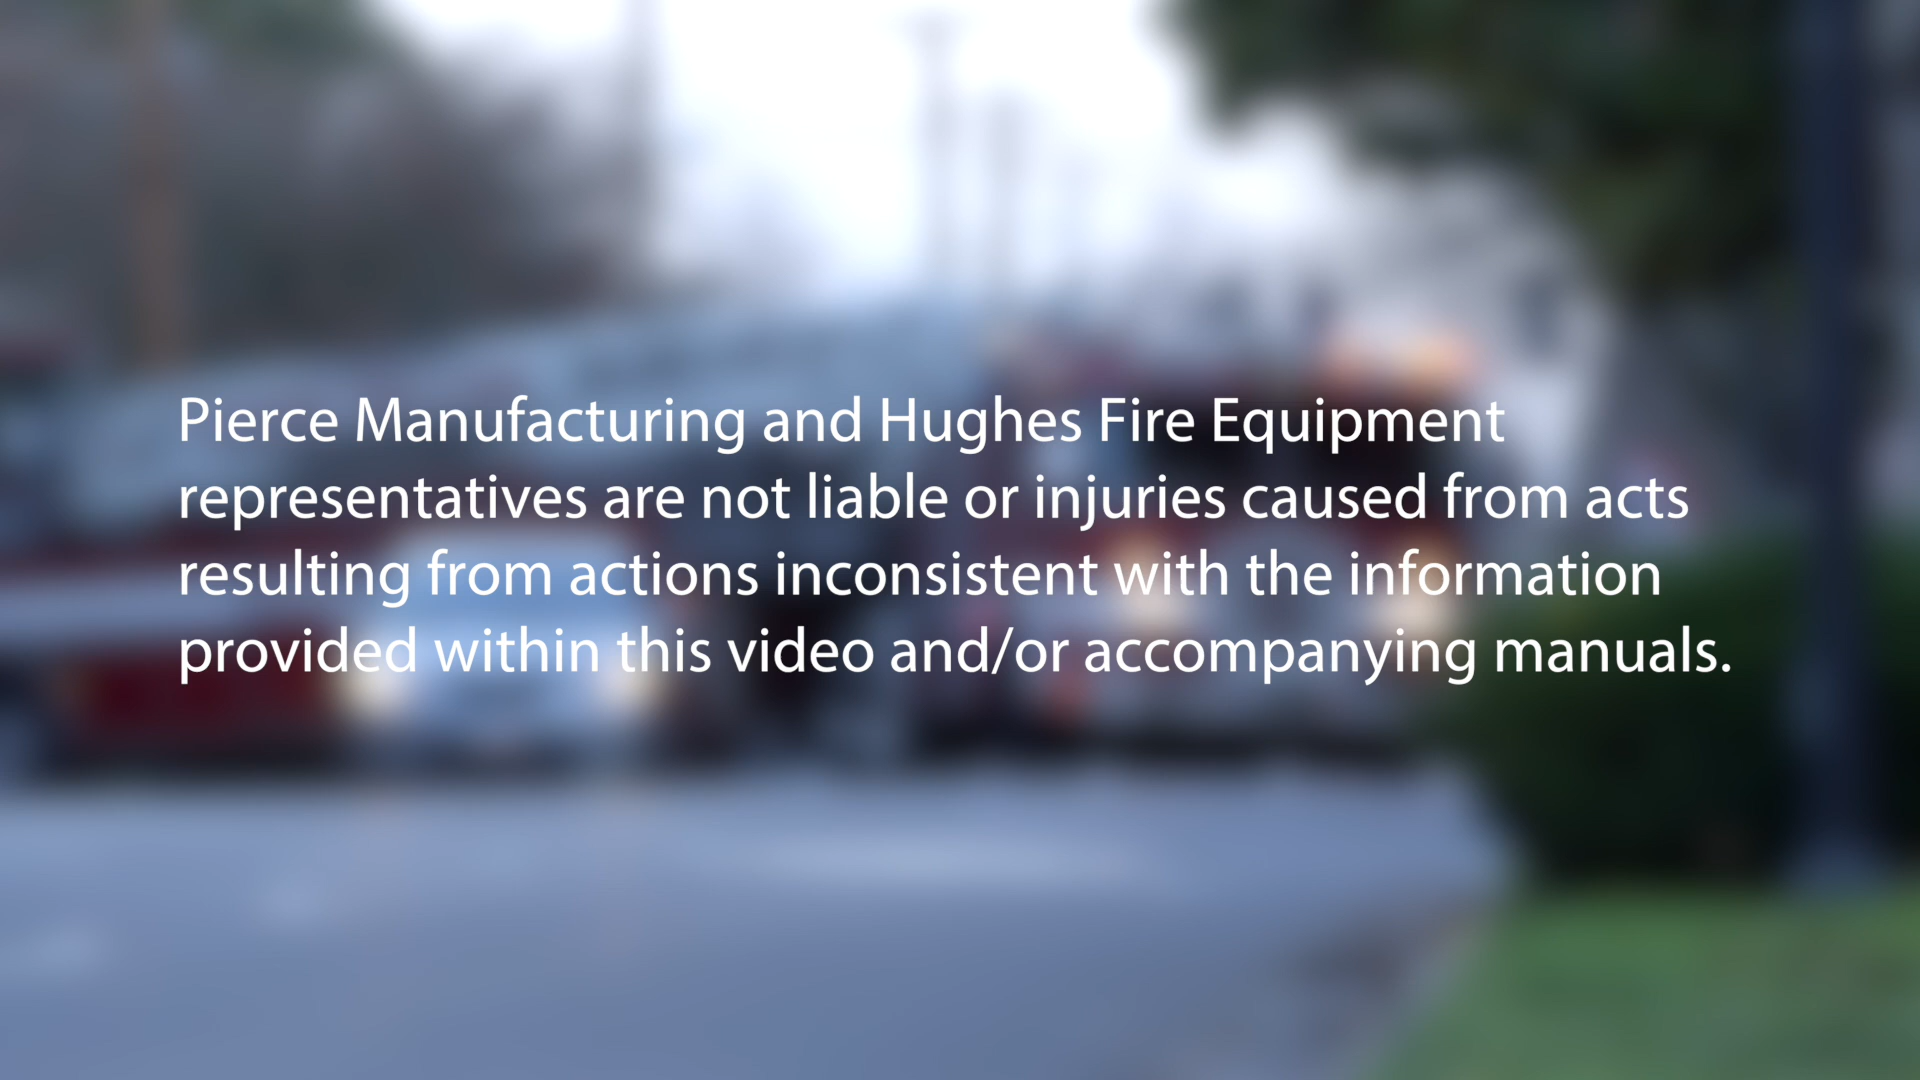 Pierce Manufacturing and Hughes Fire Equipment
representatives are not liable or injuries caused from acts
resulting from actions inconsistent with the information
provided within this video and/or accompanying manuals.